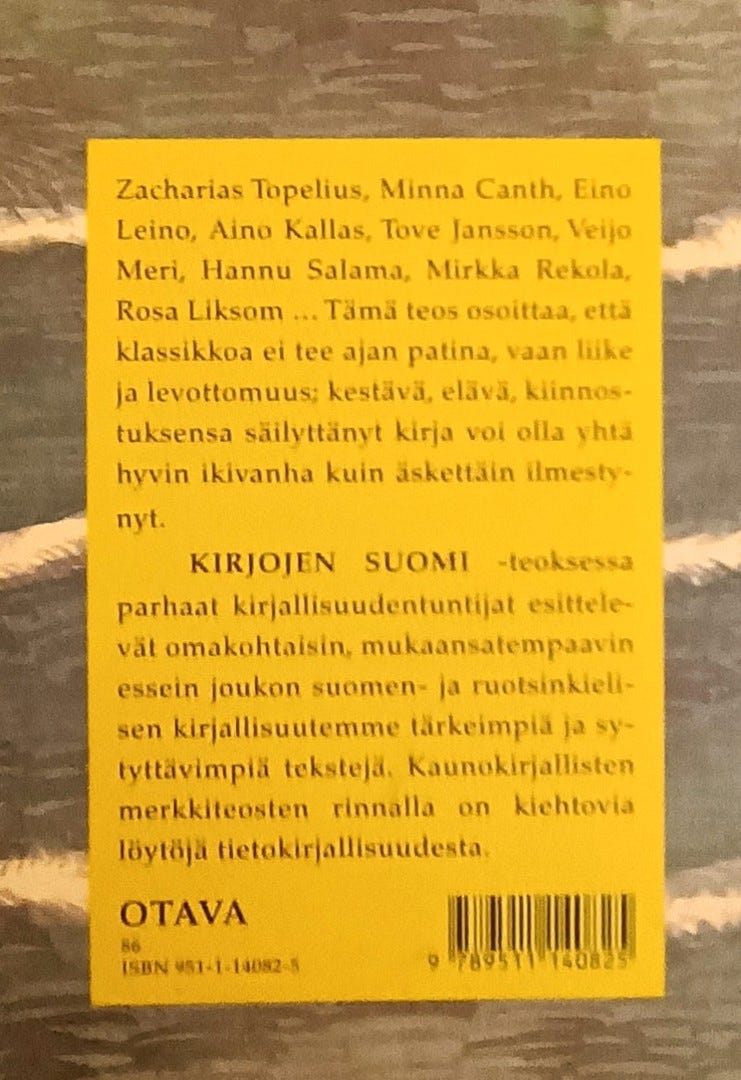 Zacharias Topelius, Minna Canth, Eino
Leino, Aino Kallas, Tove Jansson, Veijo
Meri, Hannu Salama, Mirkka Rekola,
Rosa Liksom ... Tämä teos osoittaa, että
klassikkoa ei tee ajan patina, vaan liike
ja levottomuus; kestävä, elävä, kiinnos-
tuksensa säilyttänyt kirja voi olla yhtä
hyvin ikivanha kuin äskettäin ilmesty-
nyt.
KIRJOJEN SUOMI -teoksessa
parhaat kirjallisuudentuntijat esittele-
vät omakohtaisin, mukaansatempaavin
essein joukon suomen- ja ruotsinkieli-
sen kirjallisuutemme tärkeimpiä ja sy-
tyttävimpiä tekstejä. Kaunokirjallisten
merkkiteosten rinnalla on kiehtovia
löytöjä tietokirjallisuudesta.
OTAVA
86
ISBN 951-1-14082-5
9 789511 140825